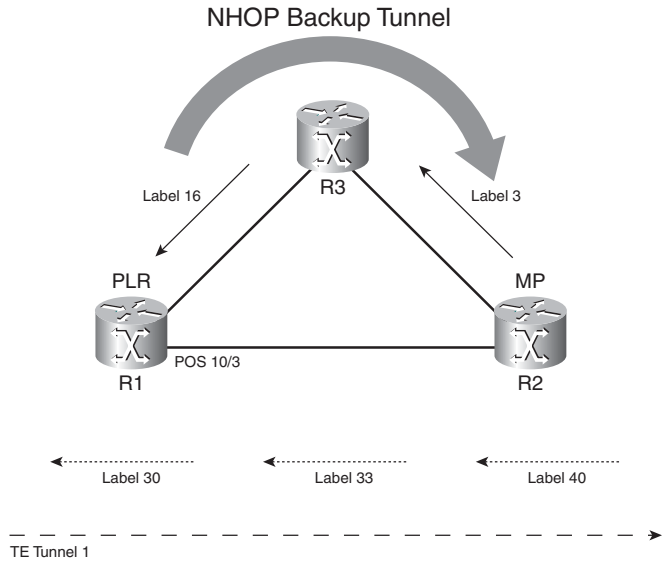 NHOP Backup Tunnel
R3
Label 16
Label 3
PLR
MP
POS 10/3
R1
R2
Label 30
Label 33
Label 40
TE Tunnel 1